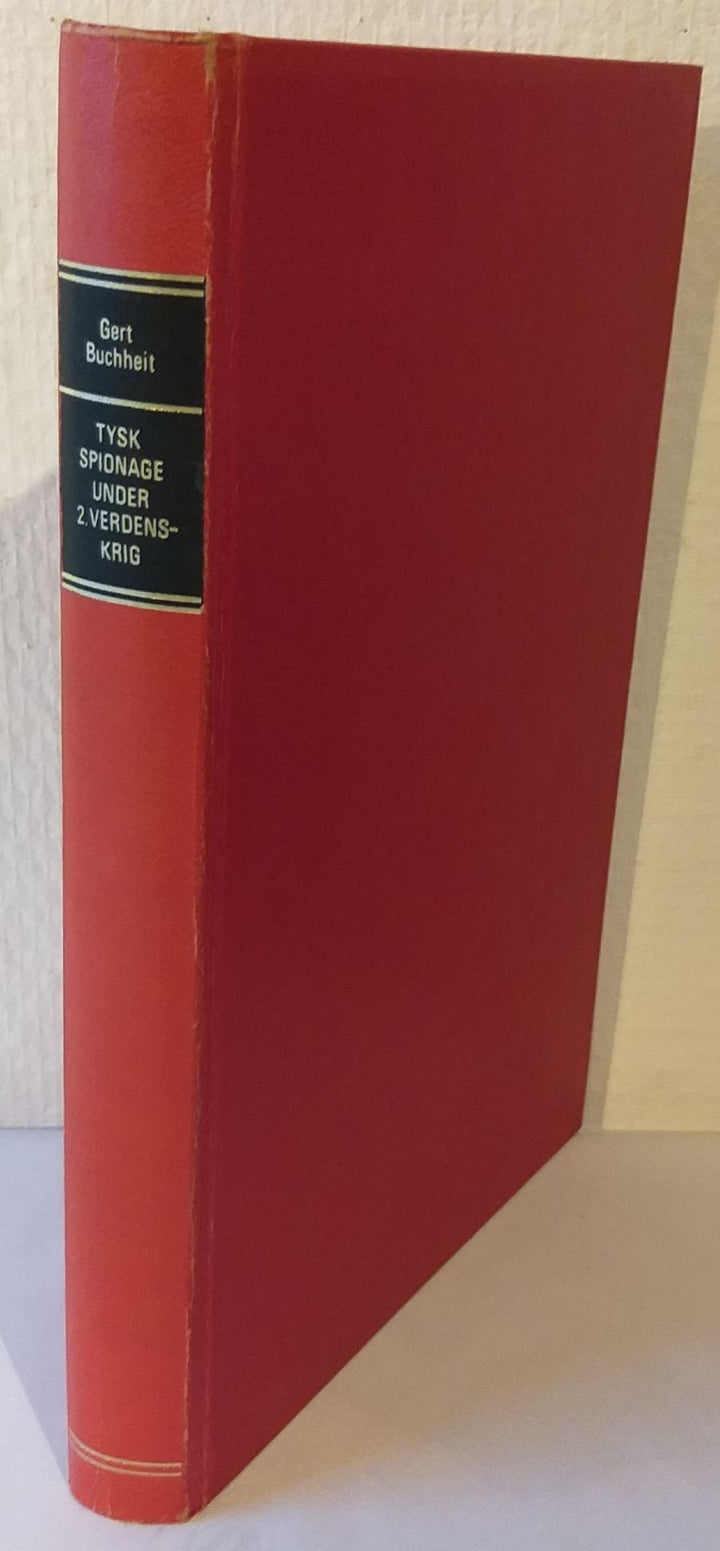 Gert
Buchheit
TYSK
SPIONAGE
UNDER
2.VERDENS-
KRIG